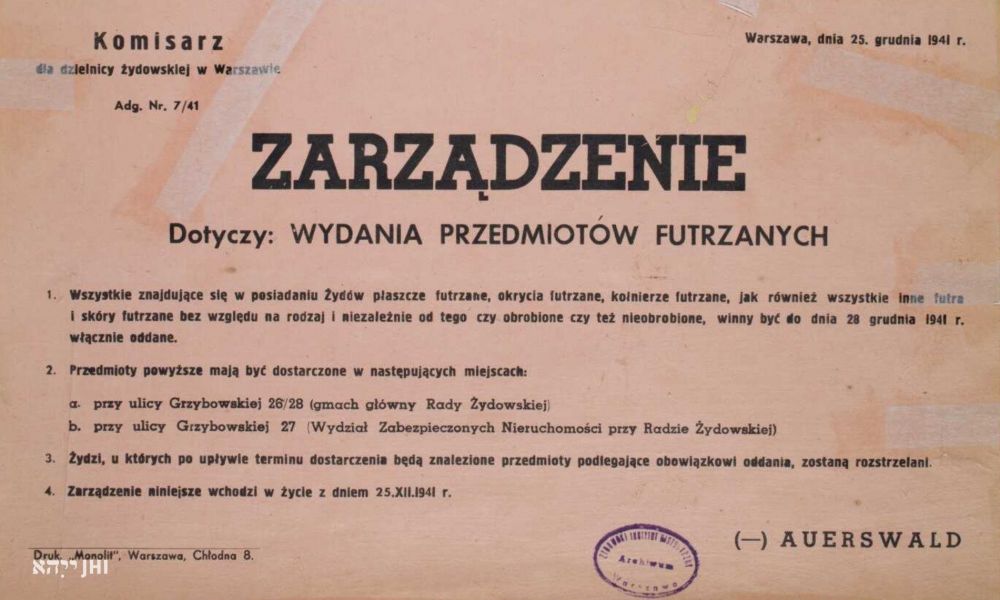 Komisarz
dla dzielnicy żydowskiej w Warszawie
Adg. Nr. 7/41
Warszawa, dnia 25. grudnia 1941 r.
ZARZĄDZENIE
Dotyczy: WYDANIA PRZEDMIOTÓW FUTRZANYCH
1. Wszystkie znajdujące się w posiadaniu Żydów płaszcze futrzane, okrycia futrzane, kołnierze futrzane, jak również wszystkie inne futra
i skóry futrzane bez względu na rodzaj i niezależnie od tego czy obrobione czy też nieobrobione, winny być do dnia 28 grudnia 1941 r.
włącznie oddane.
2. Przedmioty powyższe mają być dostarczone w następujących miejscach:
a. przy ulicy Grzybowskiej 26/28 (gmach główny Rady Żydowskiej)
b. przy ulicy Grzybowskiej 27 (Wydział Zabezpieczonych Nieruchomości przy Radzie Żydowskiej)
3. Żydzi, u których po upływie terminu dostarczenia będą znalezione przedmioty podlegające obowiązkowi oddania, zostaną rozstrzelani.
4. Zarządzenie niniejsze wchodzi w życie z dniem 25.XII.1941 r.
(—) AUERSWALD
Druk. „Monolit", Warszawa, Chłodna 8.
Archiwum
Warszawa
JHI